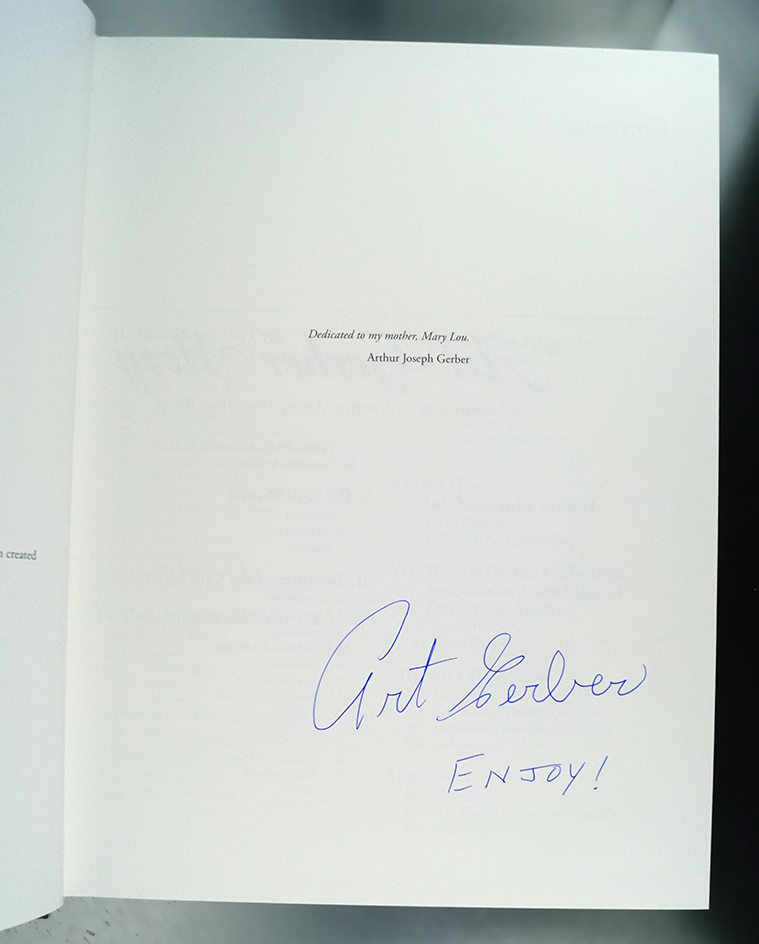 Dedicated to my mother, Mary Lou.
Arthur Joseph Gerber
created
Art Gerber
ENJOY!